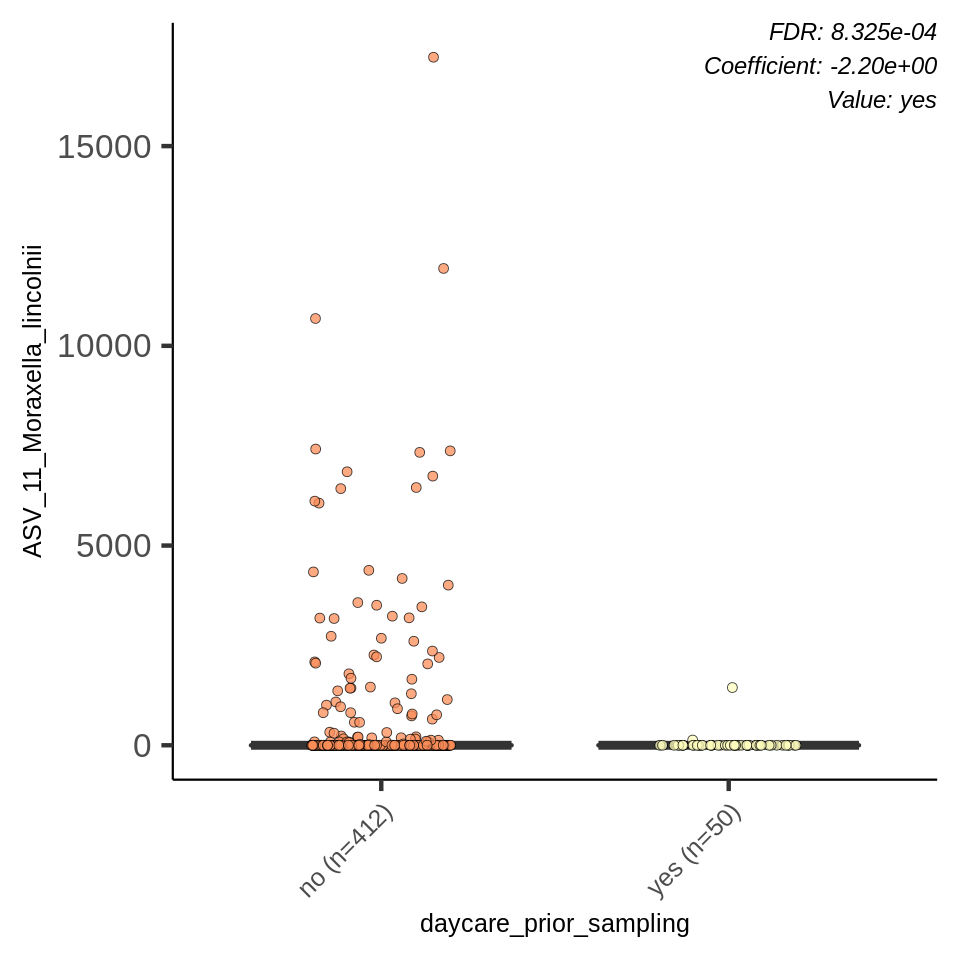 FDR: 8.325e-04
Coefficient: -2.20e+00
Value: yes
15000
10000
5000
0
ASV_11_Moraxella_lincolnii
no (n=412)
yes (n=50)
daycare_prior_sampling